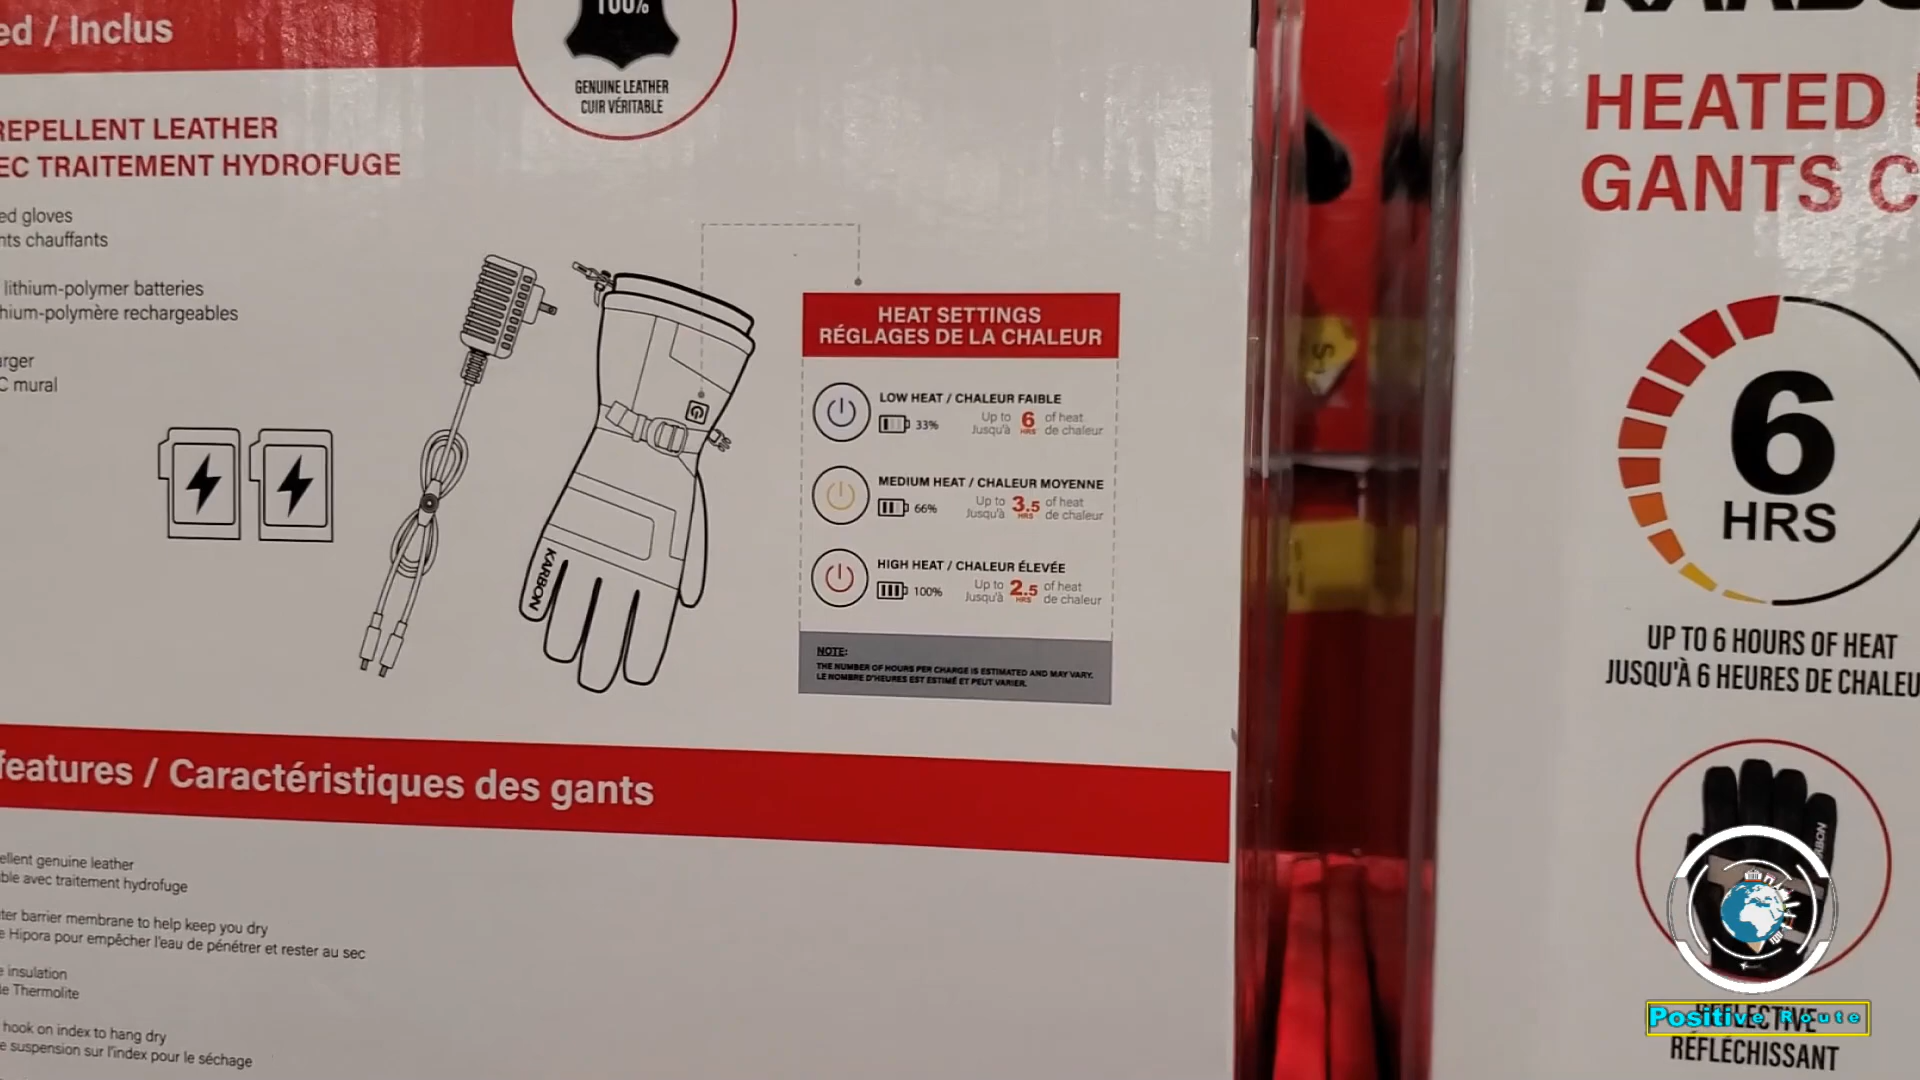 ed / Inclus
100%
GENUINE LEATHER
CUIR VÉRITABLE
REPELLENT LEATHER
EC TRAITEMENT HYDROFUGE
ed gloves
nts chauffants
lithium-polymer batteries
hium-polymère rechargeables
arger
C mural
KARBON
HEAT SETTINGS
RÉGLAGES DE LA CHALEUR
LOW HEAT / CHALEUR FAIBLE
33% Up to 6 of heat
Jusqu'à HRS de chaleur
MEDIUM HEAT / CHALEUR MOYENNE
66% Up to 3.5 of heat
Jusqu'à HRS de chaleur
HIGH HEAT / CHALEUR ÉLEVÉE
100% Up to 2.5 of heat
Jusqu'à HRS de chaleur
NOTE:
THE NUMBER OF HOURS PER CHARGE IS ESTIMATED AND MAY VARY.
LE NOMBRE D'HEURES EST ESTIMÉ ET PEUT VARIER.
features / Caractéristiques des gants
ellent genuine leather
ble avec traitement hydrofuge
ter barrier membrane to help keep you dry
e Hipora pour empêcher l'eau de pénétrer et rester au sec
e insulation
de Thermolite
hook on index to hang dry
e suspension sur l'index pour le séchage
HEATED
GANTS C
6
HRS
UP TO 6 HOURS OF HEAT
JUSQU'À 6 HEURES DE CHALEU
Positive Route
REFLECTIVE
RÉFLÉCHISSANT